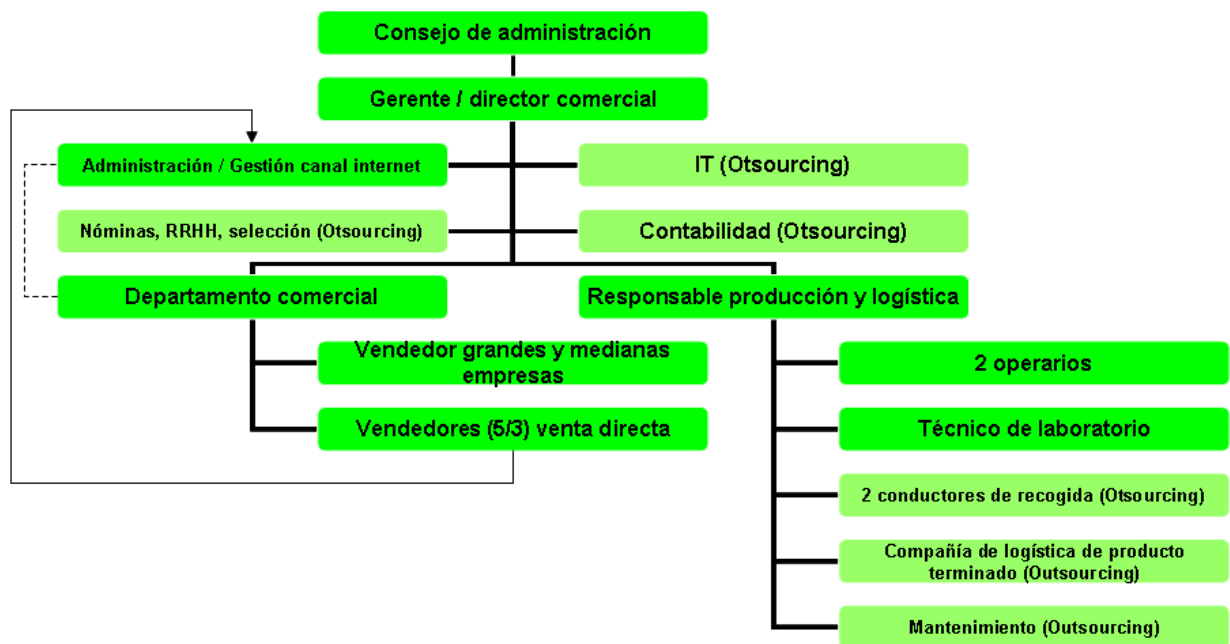 Consejo de administración
Gerente / director comercial
Administración / Gestión canal internet
IT (Otsourcing)
Nóminas, RRHH, selección (Otsourcing)
Contabilidad (Otsourcing)
Departamento comercial
Responsable producción y logística
Vendedor grandes y medianas
empresas
2 operarios
Vendedores (5/3) venta directa
Técnico de laboratorio
2 conductores de recogida (Otsourcing)
Compañía de logística de producto
terminado (Outsourcing)
Mantenimiento (Outsourcing)